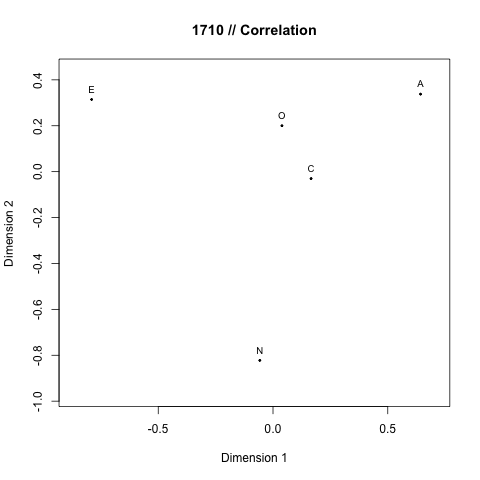 1710 // Correlation
0.4
0.2
0.0
-0.2
-0.4
-0.6
-0.8
-1.0
Dimension 2
E
A
O
C
N
-0.5 0.0 0.5
Dimension 1